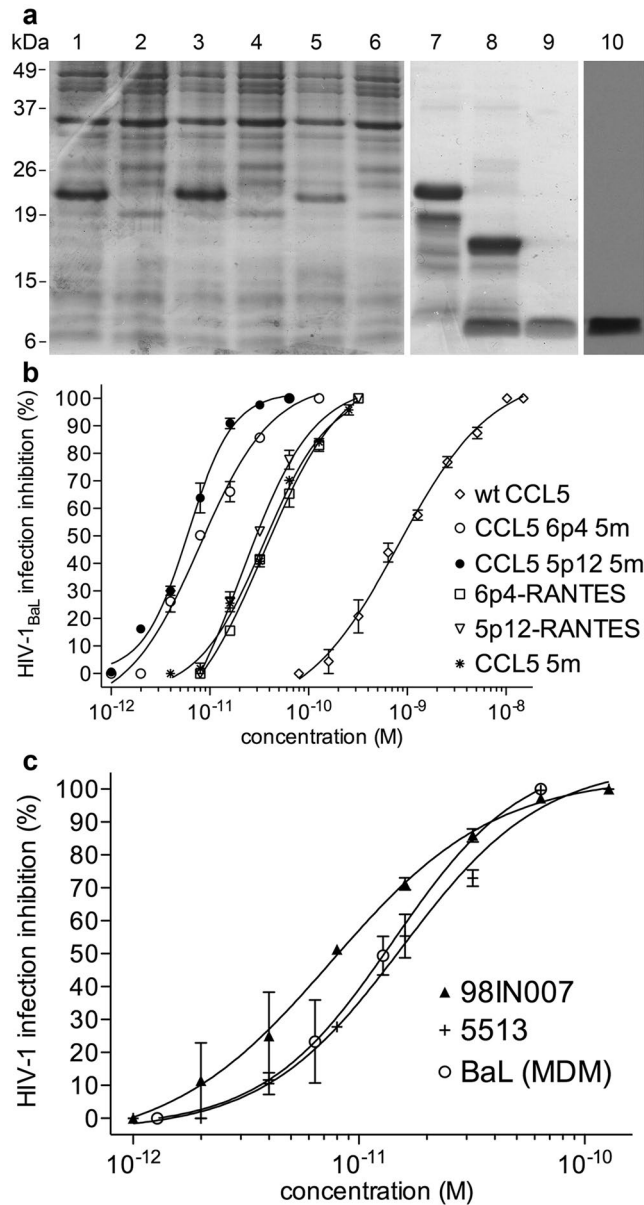 a
kDa 1 2 3 4 5 6 7 8 9 10
49-
37-
26-
19-
15-
6-
b
HIV-1BaL infection inhibition (%)
100
90
80
70
60
50
40
30
20
10
0
wt CCL5
CCL5 6p4 5m
CCL5 5p12 5m
6p4-RANTES
5p12-RANTES
CCL5 5m
10-12 10-11 10-10 10-9 10-8
concentration (M)
c
HIV-1 infection inhibition (%)
100
90
80
70
60
50
40
30
20
10
0
98IN007
5513
BaL (MDM)
10-12 10-11 10-10
concentration (M)